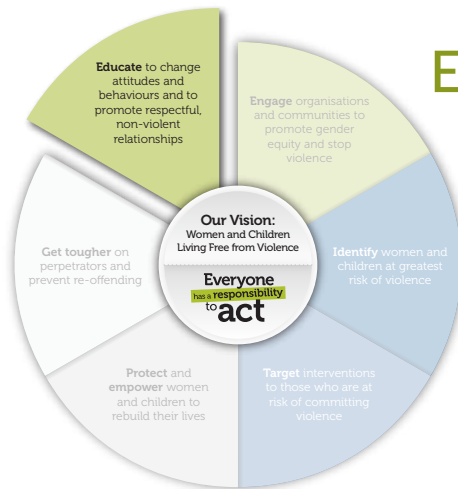 Educate to change
attitudes and
behaviours and to
promote respectful,
non-violent
relationships
E
Engage organisations
and communities to
promote gender
equity and stop
violence
Our Vision:
Women and Children
Living Free from Violence
Everyone
has a responsibility
to act
Get tougher on
perpetrators and
prevent re-offending
Identify women and
children at greatest
risk of violence
Protect and
empower women
and children to
rebuild their lives
Target interventions
to those who are at
risk of committing
violence